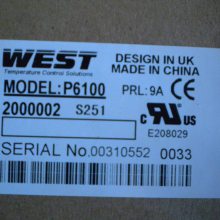 WEST
Temperature Control Solutions
DESIGN IN UK
MADE IN CHINA
MODEL: P6100
PRL: 9A
2000002 S251
C UL US
E208029
SERIAL No. 00310552 0033